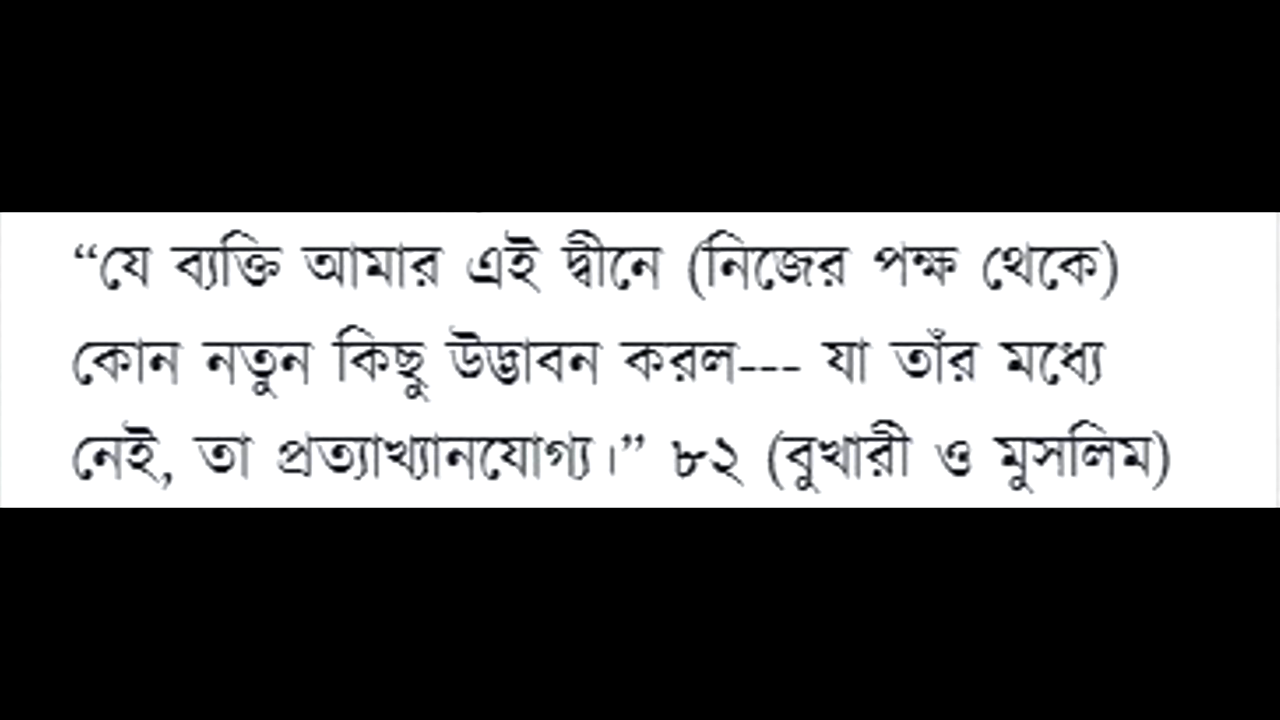 “যে ব্যক্তি আমার এই দ্বীনে (নিজের পক্ষ থেকে)
কোন নতুন কিছু উদ্ভাবন করল--- যা তাঁর মধ্যে
নেই, তা প্রত্যাখ্যানযোগ্য।” ৮২ (বুখারী ও মুসলিম)